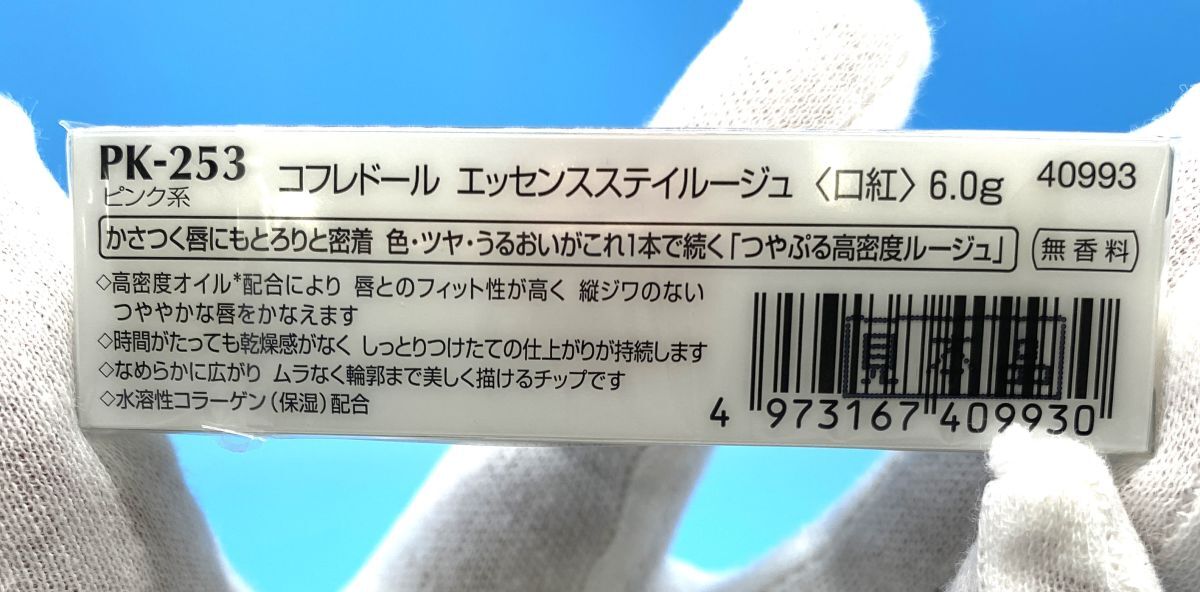 PK-253
ピンク系
コフレドール エッセンスステイルージュ 〈口紅〉 6.0g
40993
かさつく唇にもとろりと密着 色・ツヤ・うるおいがこれ1本で続く「つやぷる高密度ルージュ」
無香料
◇高密度オイル*配合により 唇とのフィット性が高く 縦ジワのない
つややかな唇をかなえます
◇時間がたっても乾燥感がなく しっとりつけたての仕上がりが持続します
◇なめらかに広がり ムラなく輪郭まで美しく描けるチップです
◇水溶性コラーゲン（保湿）配合
見本品
4 973167 409930